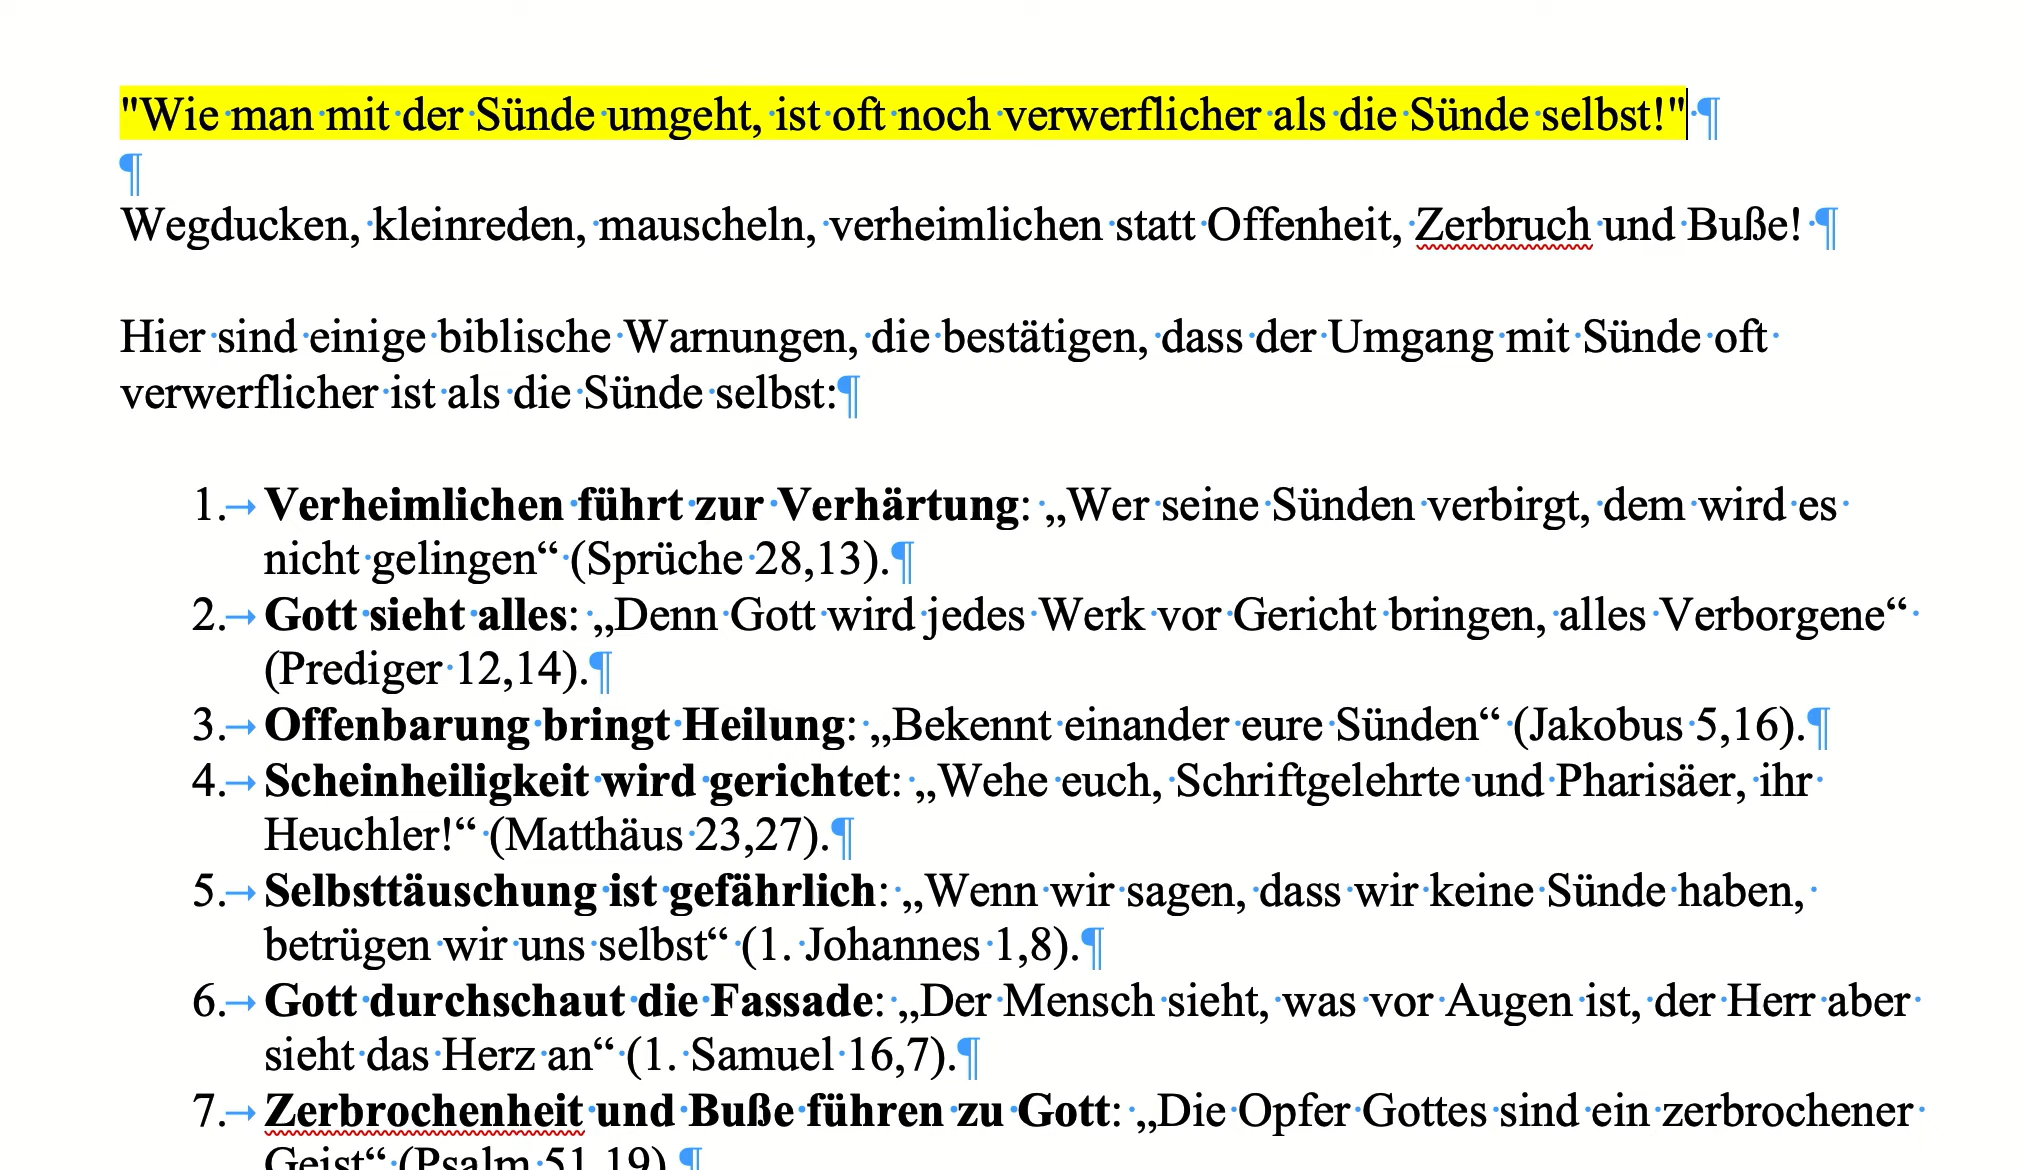 "Wie man mit der Sünde umgeht, ist oft noch verwerflicher als die Sünde selbst!" ¶
¶
Wegducken, kleinreden, mauscheln, verheimlichen statt Offenheit, Zerbruch und Buße! ¶
Hier sind einige biblische Warnungen, die bestätigen, dass der Umgang mit Sünde oft
verwerflicher ist als die Sünde selbst:¶
1.→ Verheimlichen führt zur Verhärtung: „Wer seine Sünden verbirgt, dem wird es
nicht gelingen“ (Sprüche 28,13).¶
2.→ Gott sieht alles: „Denn Gott wird jedes Werk vor Gericht bringen, alles Verborgene“
(Prediger 12,14).¶
3.→ Offenbarung bringt Heilung: „Bekennt einander eure Sünden“ (Jakobus 5,16).¶
4.→ Scheinheiligkeit wird gerichtet: „Wehe euch, Schriftgelehrte und Pharisäer, ihr
Heuchler!“ (Matthäus 23,27).¶
5.→ Selbsttäuschung ist gefährlich: „Wenn wir sagen, dass wir keine Sünde haben,
betrügen wir uns selbst“ (1. Johannes 1,8).¶
6.→ Gott durchschaut die Fassade: „Der Mensch sieht, was vor Augen ist, der Herr aber
sieht das Herz an“ (1. Samuel 16,7).¶
7.→ Zerbrochenheit und Buße führen zu Gott: „Die Opfer Gottes sind ein zerbrochener
Geist“ (Psalm 51,19).¶